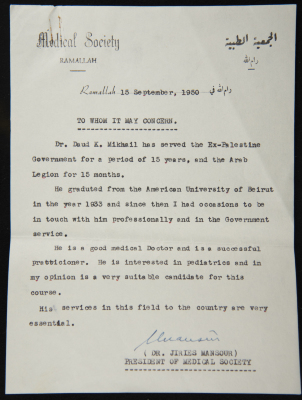 Medical Society
الجمعية الطبية
RAMALLAH
رام الله
Ramallah 15 September, 1950 رام الله في
TO WHOM IT MAY CONCERN.
Dr. Daud K. Mikhail has served the Ex-Palestine
Government for a period of 15 years, and the Arab
Legion for 15 months.
He graduted from the American University of Beirut
in the year 1933 and since then I had occasions to be
in touch with him professionally and in the Government
service.
He is a good medical Doctor and is a successful
practicioner. He is interested in pediatrics and in
my opinion is a very suitable candidate for this
course.
His services in this field to the country are very
essential.
( DR. JIRIES MANSOUR )
PRESIDENT OF MEDICAL SOCIETY